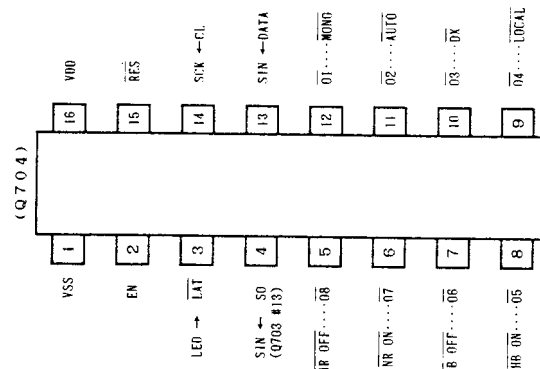 (Q704)
VDD
RES
SCK ←CL
SIN ←DATA
O1····MONO
O2····AUTO
O3····DX
O4····LOCAL
16
15
14
13
12
11
10
9
1
2
3
4
5
6
7
8
VSS
EN
LED → LAT
SIN ← SO
(Q703 #13)
NR OFF····O8
NR ON····O7
B OFF····O6
HB ON····O5